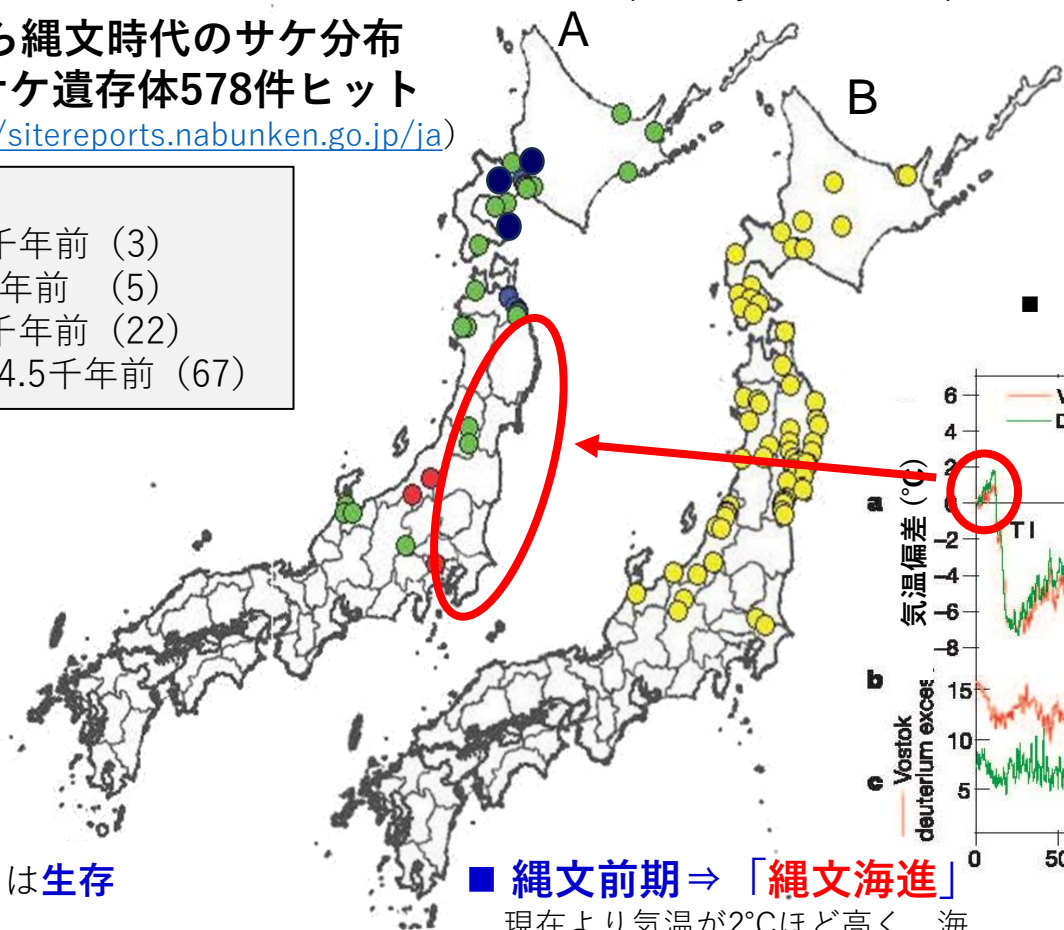 ら縄文時代のサケ分布
サケ遺存体578件ヒット
/sitereports.nabunken.go.jp/ja)
千年前（3）
年前　（5）
千年前（22）
4.5千年前（67）
A
B
■
6
4
2
0
-2
-4
-6
-8
気温偏差（℃）
a
T I
b
15
10
5
c
Vostok
deuterium excess
0
は生存
■ 縄文前期⇒「縄文海進」
現在より気温が2℃ほど高く、海